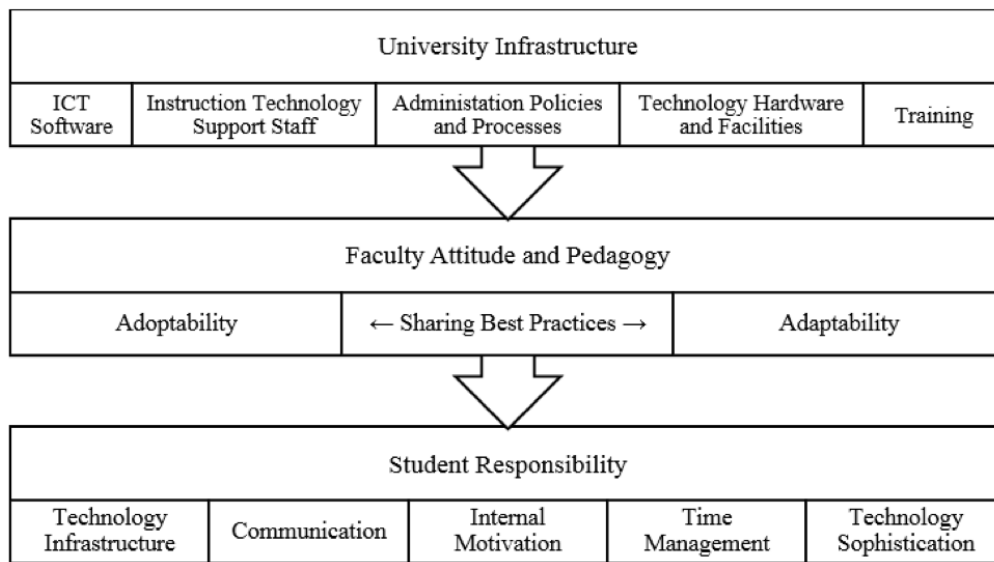 University Infrastructure
ICT
Software
Instruction Technology
Support Staff
Administation Policies
and Processes
Technology Hardware
and Facilities
Training
Faculty Attitude and Pedagogy
Adoptability
← Sharing Best Practices →
Adaptability
Student Responsibility
Technology
Infrastructure
Communication
Internal
Motivation
Time
Management
Technology
Sophistication